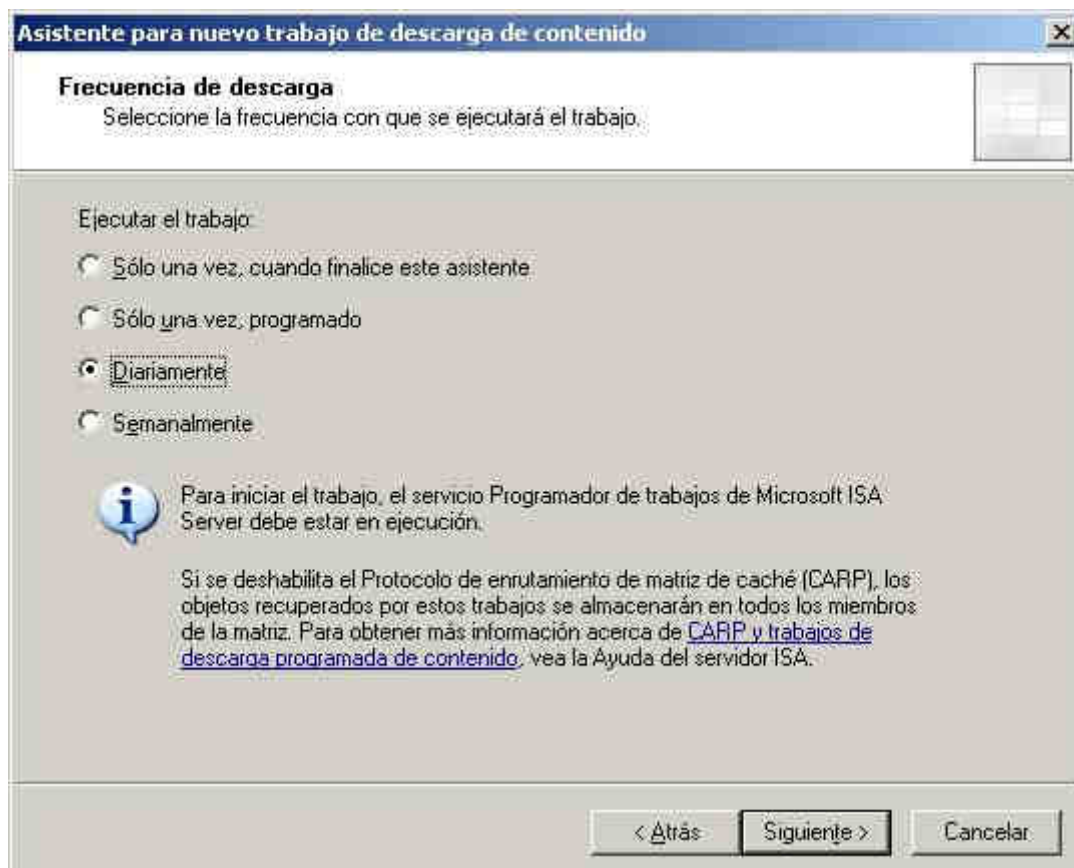 Asistente para nuevo trabajo de descarga de contenido
Frecuencia de descarga
Seleccione la frecuencia con que se ejecutará el trabajo.
Ejecutar el trabajo:
Sólo una vez, cuando finalice este asistente
Sólo una vez, programado
Diariamente
Semanalmente
Para iniciar el trabajo, el servicio Programador de trabajos de Microsoft ISA
Server debe estar en ejecución.
Si se deshabilita el Protocolo de enrutamiento de matriz de caché (CARP), los
objetos recuperados por estos trabajos se almacenarán en todos los miembros
de la matriz. Para obtener más información acerca de CARP y trabajos de
descarga programada de contenido, vea la Ayuda del servidor ISA.
< Atrás Siguiente > Cancelar